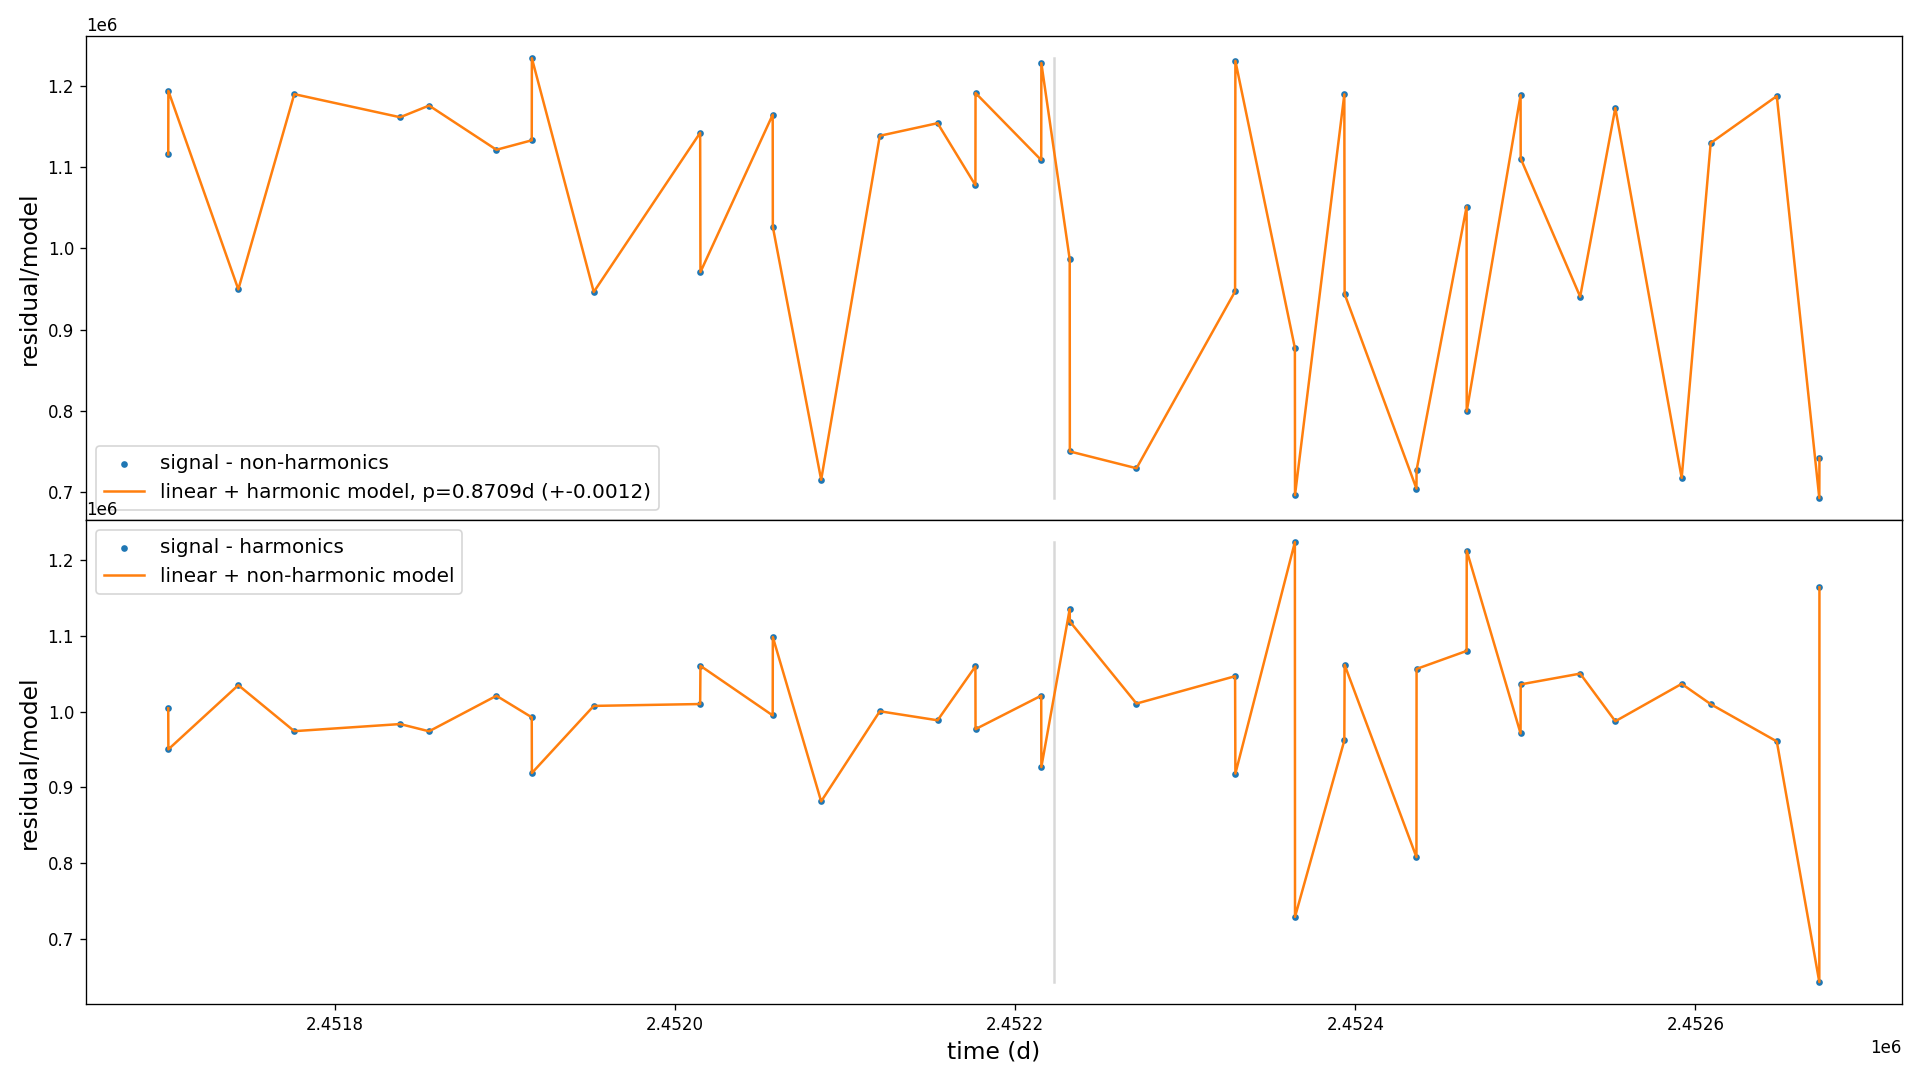 1e6
1.2
1.1
1.0
0.9
0.8
0.7
residual/model
signal - non-harmonics
linear + harmonic model, p=0.8709d (+-0.0012)
1e6
1.2
1.1
1.0
0.9
0.8
0.7
residual/model
signal - harmonics
linear + non-harmonic model
2.4518
2.4520
2.4522
2.4524
2.4526
1e6
time (d)